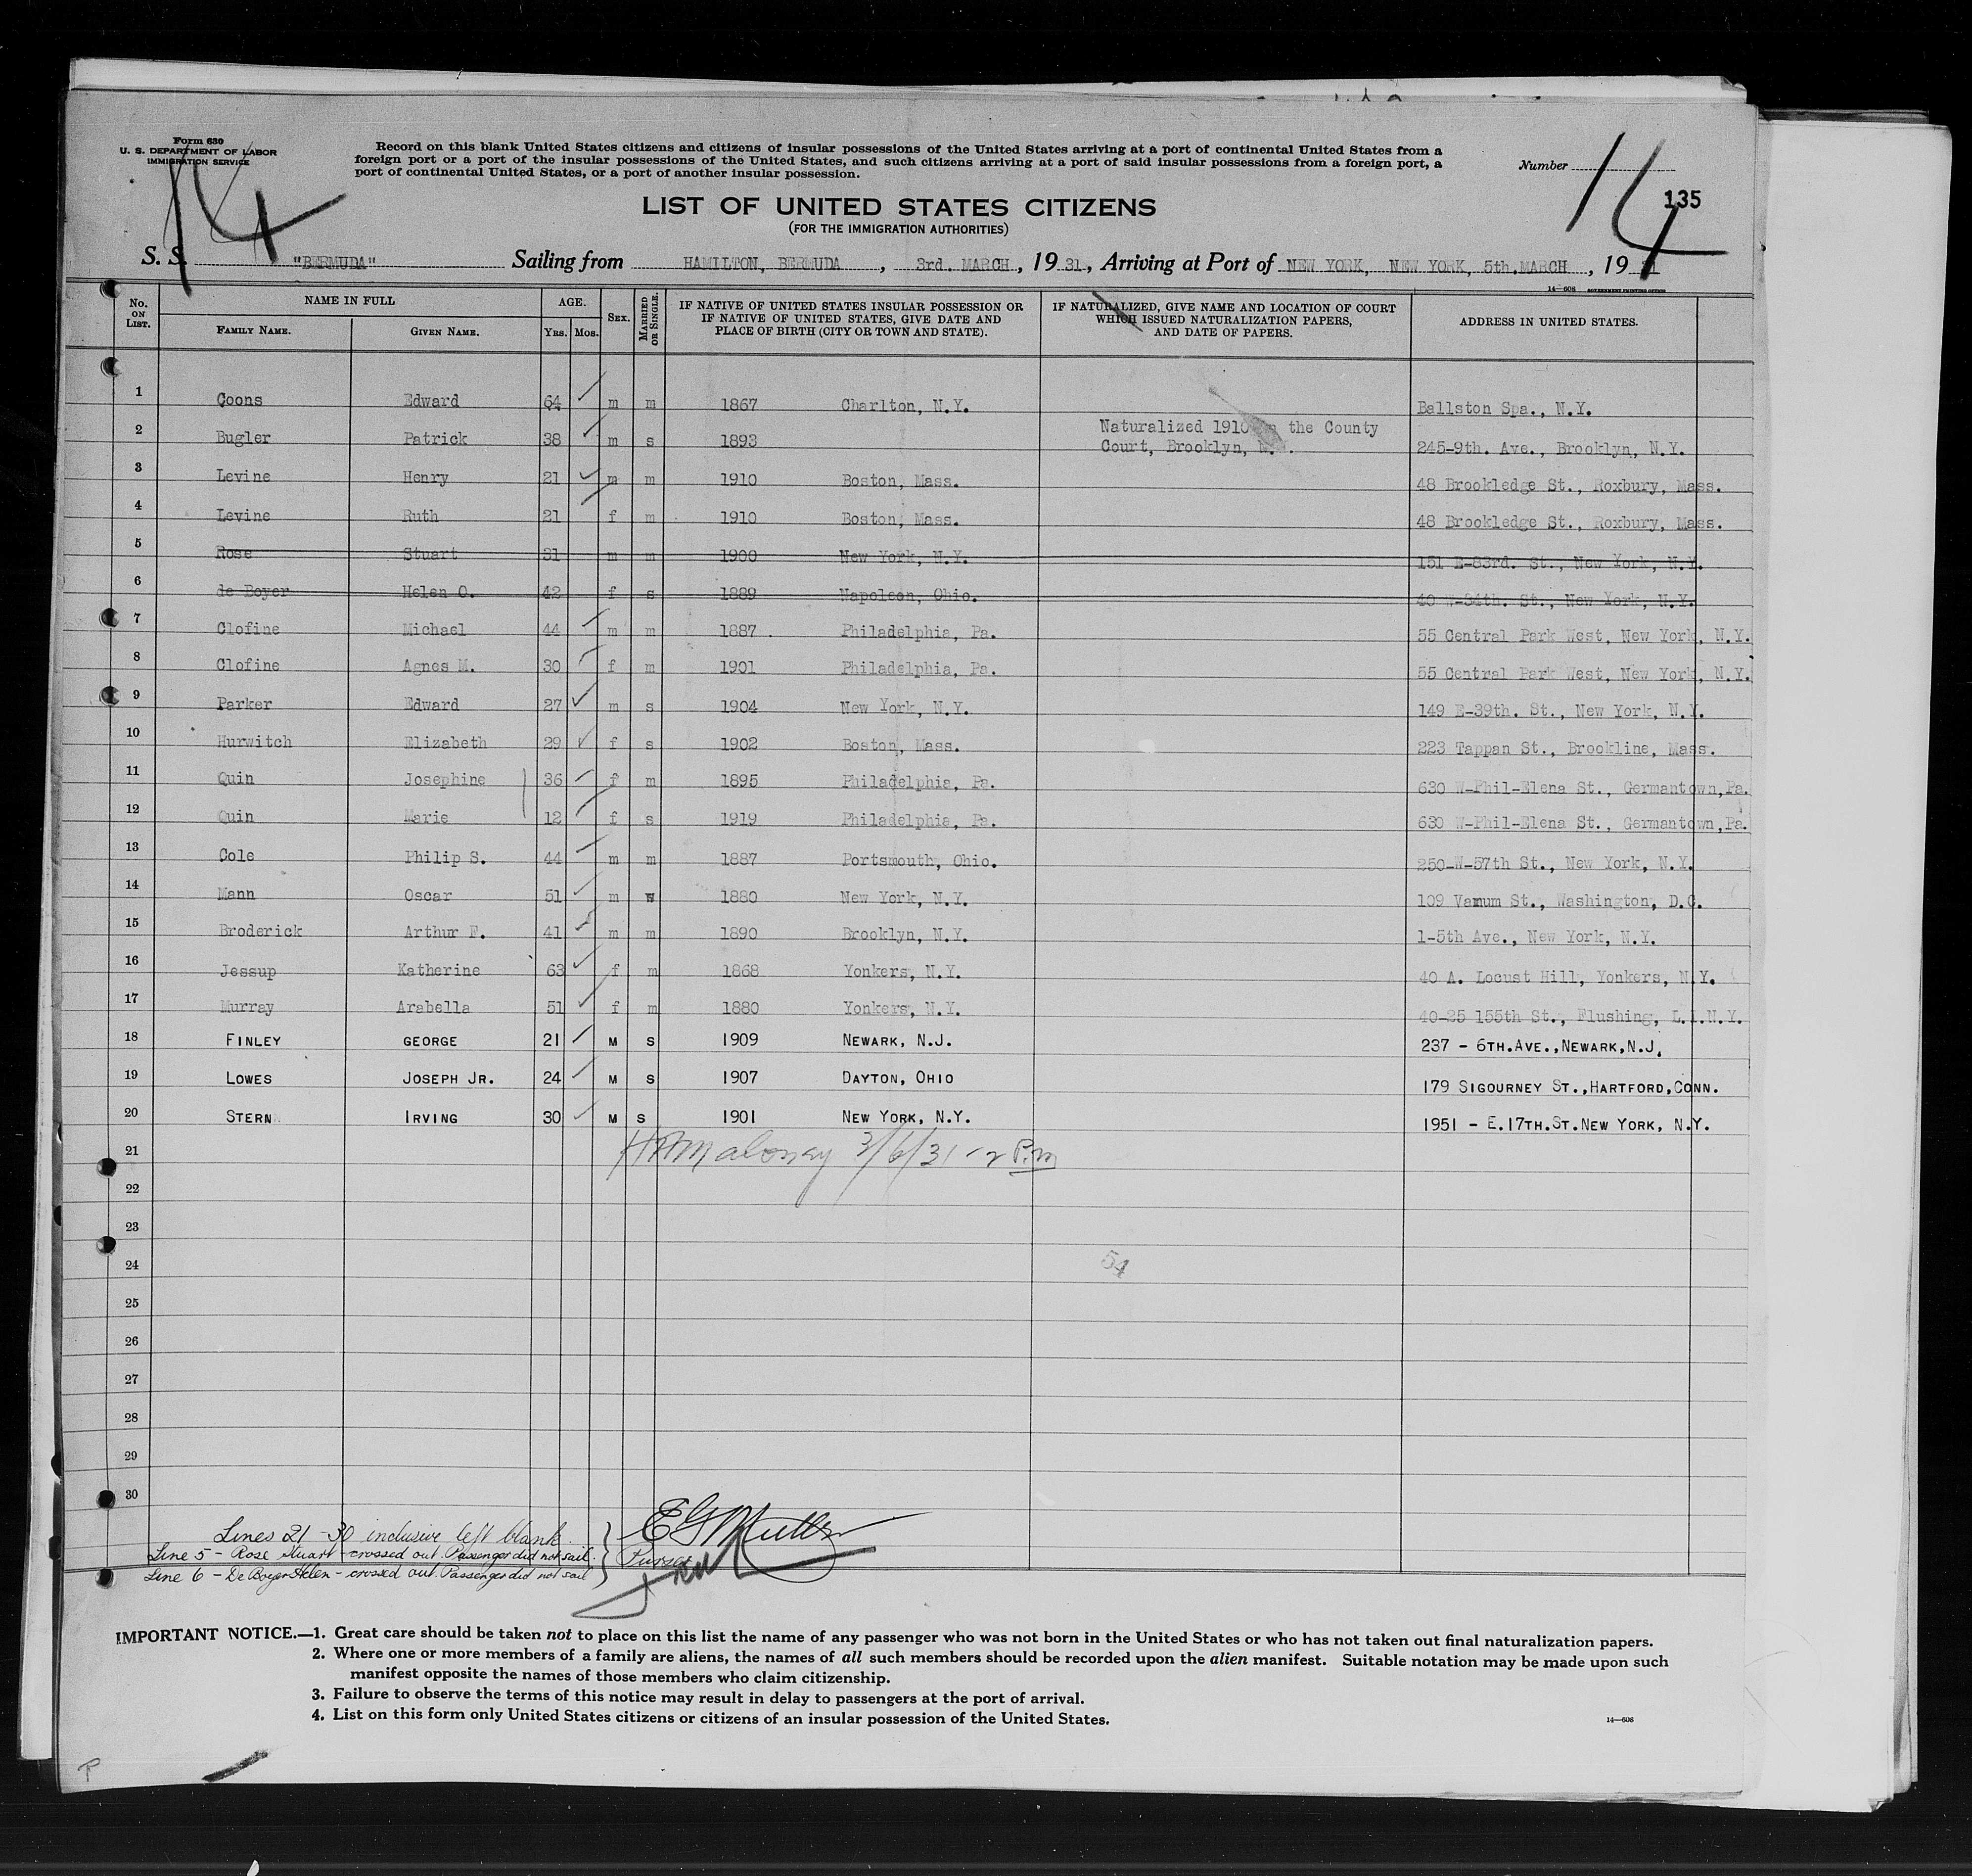 Form 630
U. S. DEPARTMENT OF LABOR
IMMIGRATION SERVICE
Record on this blank United States citizens and citizens of insular possessions of the United States arriving at a port of continental United States from a
foreign port or a port of the insular possessions of the United States, and such citizens arriving at a port of said insular possessions from a foreign port, a
port of continental United States, or a port of another insular possession.
Number
14
14
135
LIST OF UNITED STATES CITIZENS
(FOR THE IMMIGRATION AUTHORITIES)
S. S. "BERMUDA" Sailing from HAMILTON, BERMUDA, 3rd. MARCH, 1931, Arriving at Port of NEW YORK, NEW YORK, 5th. MARCH, 1931
14—608 GOVERNMENT PRINTING OFFICE
No. ON LIST. NAME IN FULL FAMILY NAME. GIVEN NAME. AGE. Yrs. Mos. SEX. MARRIED OR SINGLE. IF NATIVE OF UNITED STATES INSULAR POSSESSION OR IF NATIVE OF UNITED STATES, GIVE DATE AND PLACE OF BIRTH (CITY OR TOWN AND STATE). IF NATURALIZED, GIVE NAME AND LOCATION OF COURT WHICH ISSUED NATURALIZATION PAPERS, AND DATE OF PAPERS. ADDRESS IN UNITED STATES.
1 Coons Edward 64 m m 1867 Charlton, N.Y. Ballston Spa., N.Y.
2 Bugler Patrick 38 m s 1893 Naturalized 1910 the County Court, Brooklyn, 245-9th. Ave., Brooklyn, N.Y.
3 Levine Henry 21 m m 1910 Boston, Mass. 48 Brookledge St., Roxbury, Mass.
4 Levine Ruth 21 f m 1910 Boston, Mass. 48 Brookledge St., Roxbury, Mass.
5 Rose Stuart 31 m m 1900 New York, N.Y. 151 E-83rd. St., New York, N.Y.
6 de Boyer Helen O. 42 f s 1889 Napoleon, Ohio. 40 W-34th. St., New York, N.Y.
7 Clofine Michael 44 m m 1887 Philadelphia, Pa. 55 Central Park West, New York, N.Y.
8 Clofine Agnes M. 30 f m 1901 Philadelphia, Pa. 55 Central Park West, New York, N.Y.
9 Parker Edward 27 m s 1904 New York, N.Y. 149 E-39th. St., New York, N.Y.
10 Hurwitch Elizabeth 29 f s 1902 Boston, Mass. 223 Tappan St., Brookline, Mass.
11 Quin Josephine 36 f m 1895 Philadelphia, Pa. 630 W-Phil-Elena St., Germantown,Pa.
12 Quin Marie 12 f s 1919 Philadelphia, Pa. 630 W-Phil-Elena St., Germantown,Pa.
13 Cole Philip S. 44 m m 1887 Portsmouth, Ohio. 250-W-57th St., New York, N.Y.
14 Mann Oscar 51 m w 1880 New York, N.Y. 109 Varnum St., Washington, D.C.
15 Broderick Arthur F. 41 m m 1890 Brooklyn, N.Y. 1-5th Ave., New York, N.Y.
16 Jessup Katherine 63 f m 1868 Yonkers, N.Y. 40 A. Locust Hill, Yonkers, N.Y.
17 Murray Arabella 51 f m 1880 Yonkers, N.Y. 40-25 155th St., Flushing, L.I.N.Y.
18 FINLEY GEORGE 21 M S 1909 NEWARK, N.J. 237 - 6TH.AVE.,NEWARK,N.J.
19 LOWES JOSEPH JR. 24 M S 1907 DAYTON, OHIO 179 SIGOURNEY ST.,HARTFORD,CONN.
20 STERN IRVING 30 M S 1901 NEW YORK, N.Y. 1951 - E.17TH.ST.NEW YORK, N.Y.
21 Maloney 3/6/31 P.m
22
23
24 54
25
26
27
28
29
30
Lines 21 - 30 inclusive left blank.
Line 5 - Rose Stuart - crossed out. Passenger did not sail.
Line 6 - De Boyer Helen - crossed out. Passenger did not sail
Purser
IMPORTANT NOTICE.—1. Great care should be taken not to place on this list the name of any passenger who was not born in the United States or who has not taken out final naturalization papers.
2. Where one or more members of a family are aliens, the names of all such members should be recorded upon the alien manifest. Suitable notation may be made upon such
manifest opposite the names of those members who claim citizenship.
3. Failure to observe the terms of this notice may result in delay to passengers at the port of arrival.
4. List on this form only United States citizens or citizens of an insular possession of the United States.
14—608
P